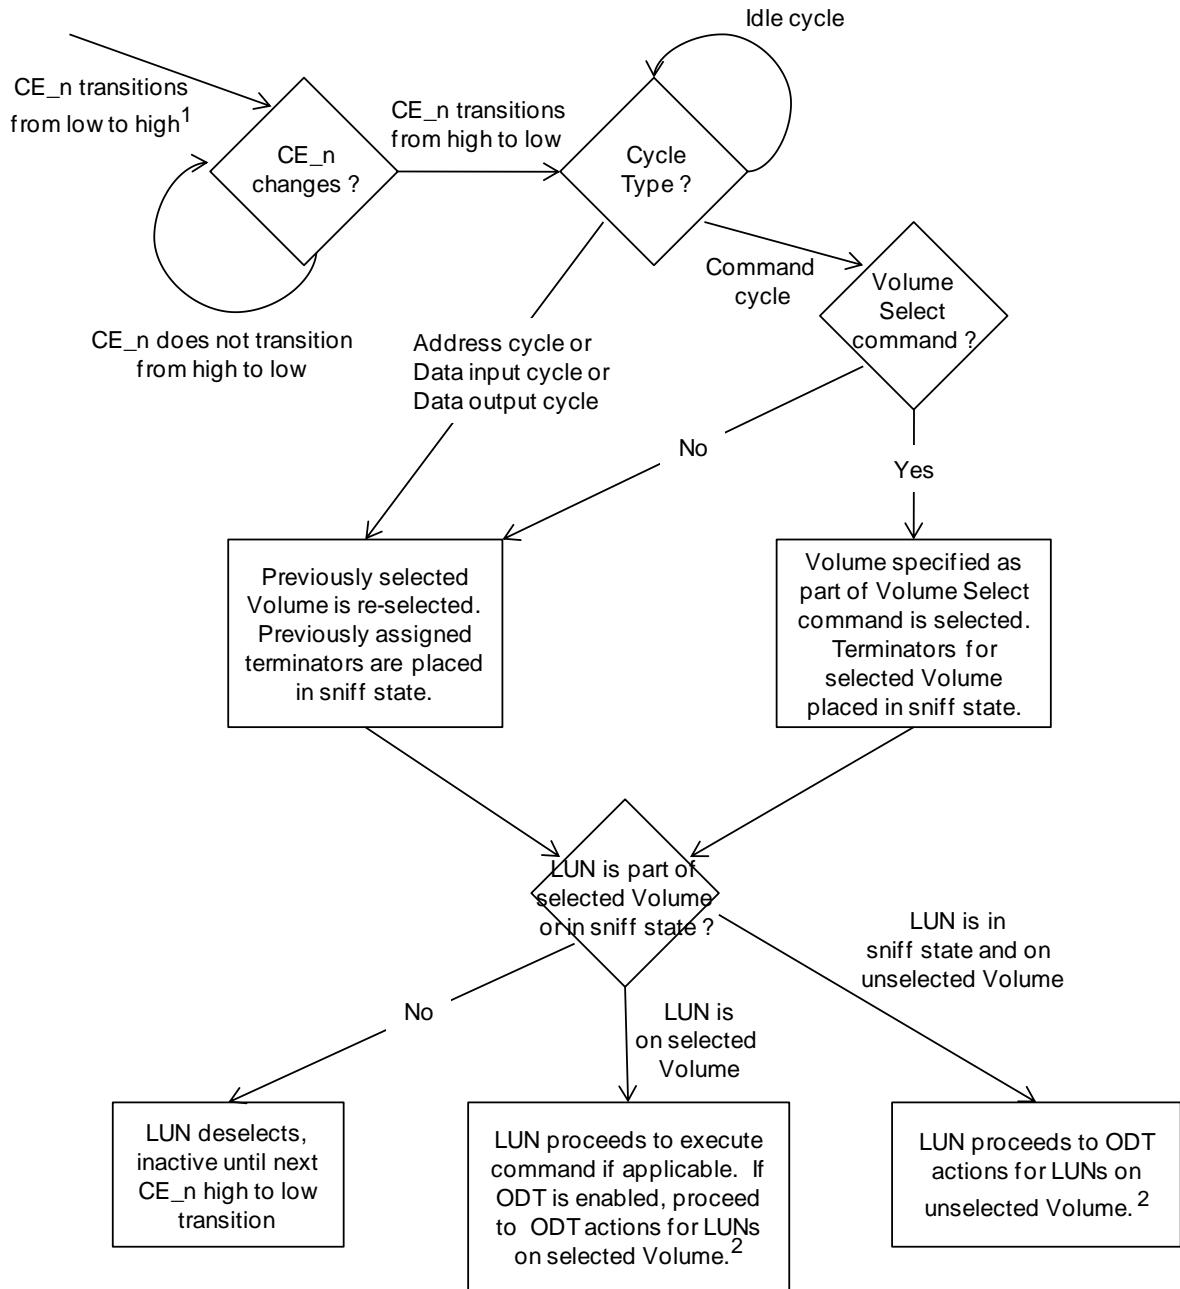 Idle cycle
CE_n transitions
from low to high1
CE_n
changes ?
CE_n transitions
from high to low
Cycle
Type ?
CE_n does not transition
from high to low
Command
cycle
Volume
Select
command ?
Address cycle or
Data input cycle or
Data output cycle
No
Yes
Previously selected
Volume is re-selected.
Previously assigned
terminators are placed
in sniff state.
Volume specified as
part of Volume Select
command is selected.
Terminators for
selected Volume
placed in sniff state.
LUN is part of
selected Volume
or in sniff state ?
No
LUN is
on selected
Volume
LUN is in
sniff state and on
unselected Volume
LUN deselects,
inactive until next
CE_n high to low
transition
LUN proceeds to execute
command if applicable. If
ODT is enabled, proceed
to ODT actions for LUNs
on selected Volume.2
LUN proceeds to ODT
actions for LUNs on
unselected Volume. 2